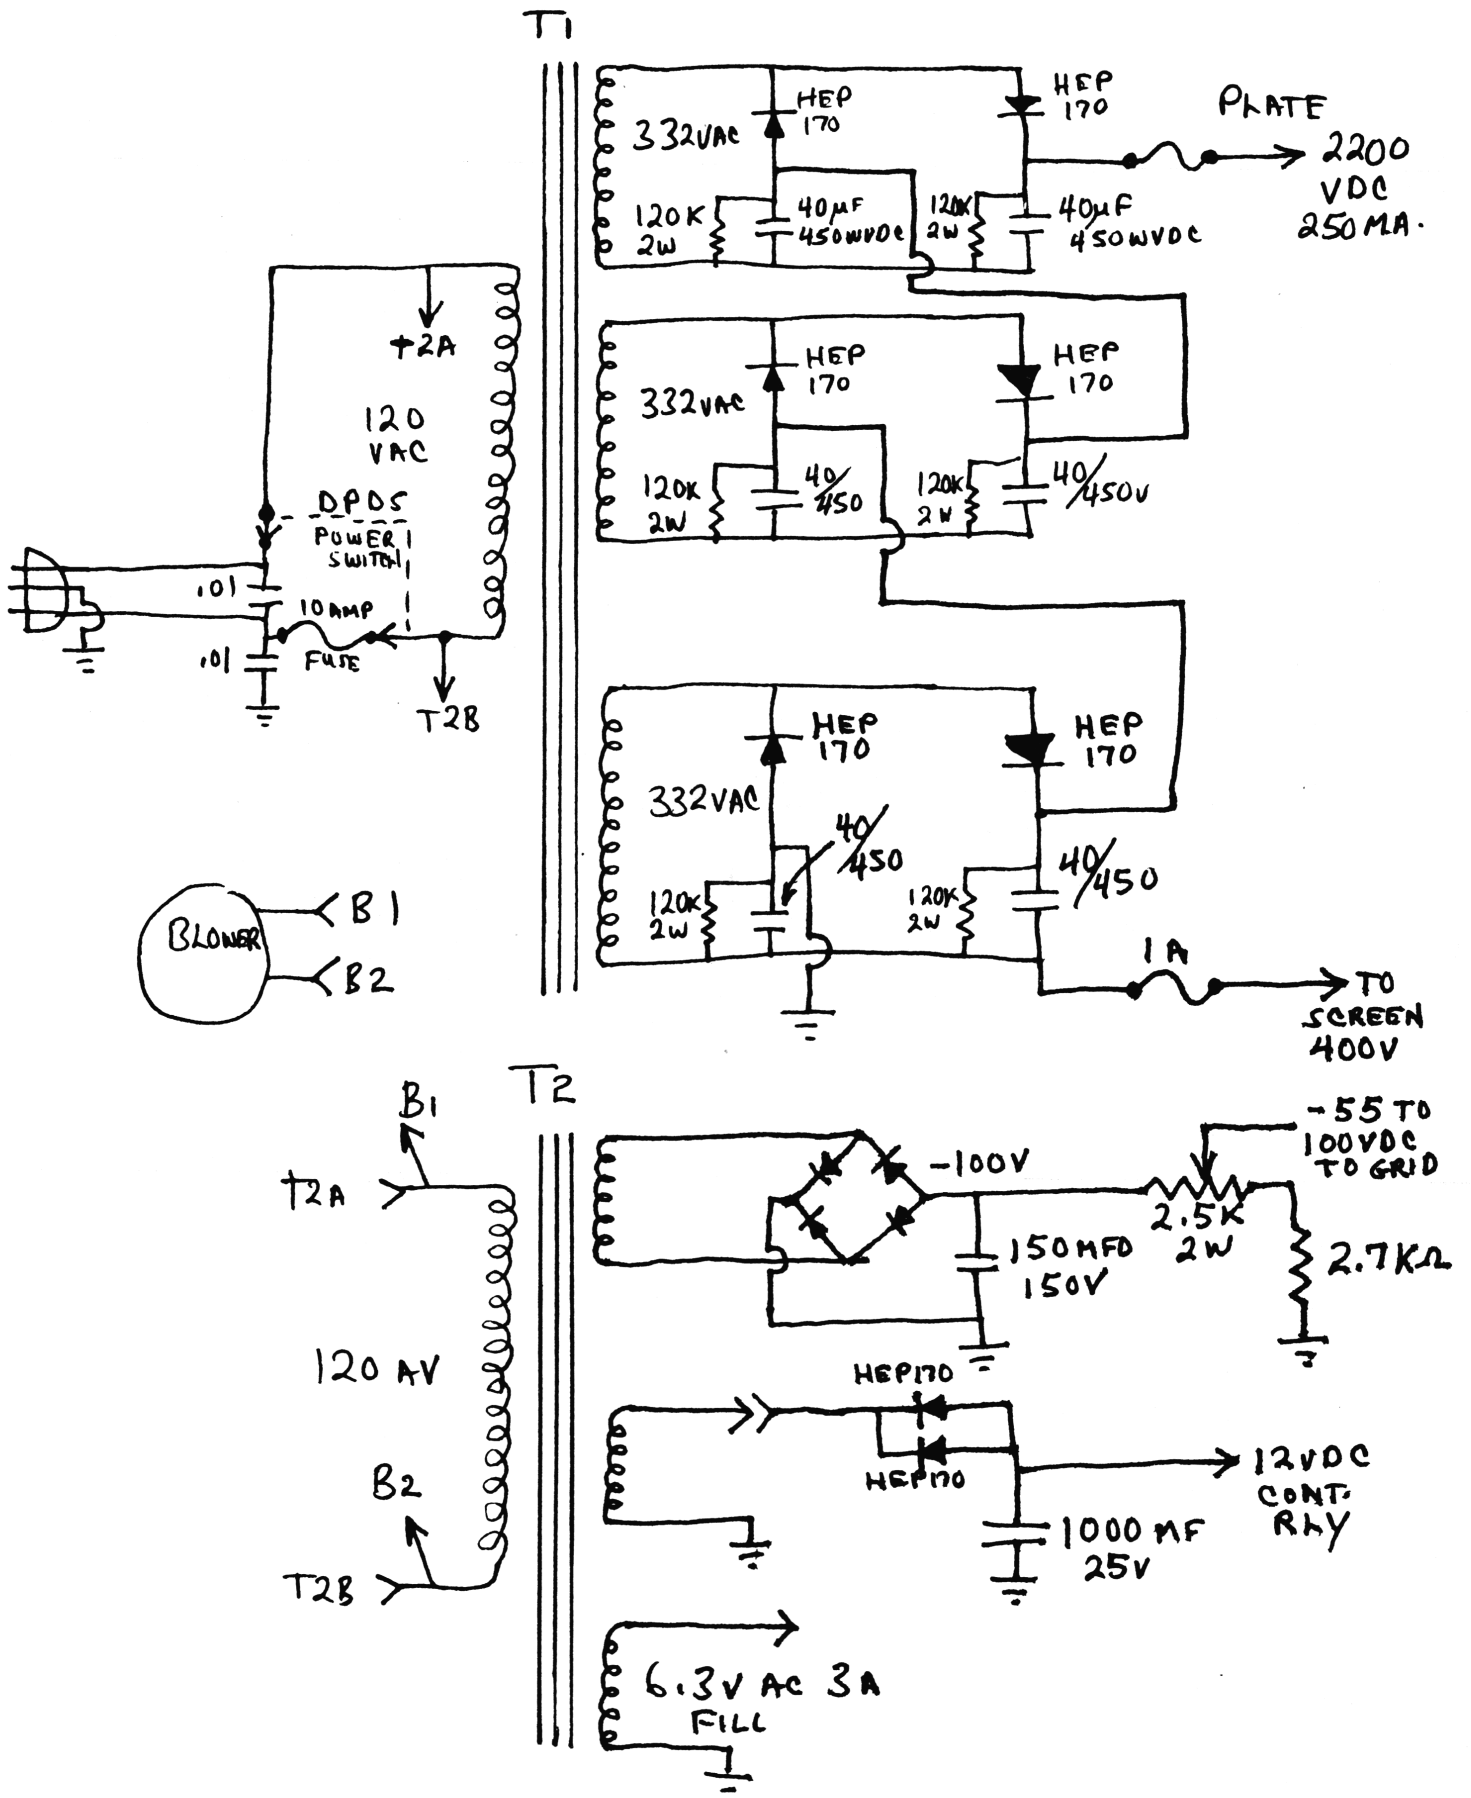 T1
HEP
170
HEP
170
PLATE
2200
VDC
250MA.
332VAC
120K
2W
40µF
450WVDC
120K
2W
40µF
450WVDC
+2A
120
VAC
DPDS
POWER
SWITCH
.01
10AMP
FUSE
.01
T2B
HEP
170
HEP
170
332VAC
120K
2W
40/450
120K
2W
40/450V
HEP
170
HEP
170
332VAC
40/450
120K
2W
120K
2W
40/450
1A
TO
SCREEN
400V
BLOWER
B1
B2
T2
B1
T2A
120 AV
B2
T2B
-100V
-55 TO
100VDC
TO GRID
2.5K
2W
2.7KΩ
150MFD
150V
HEP170
HEP170
12VDC
CONT.
RLY
1000 MF
25V
6.3V AC 3A
FILL